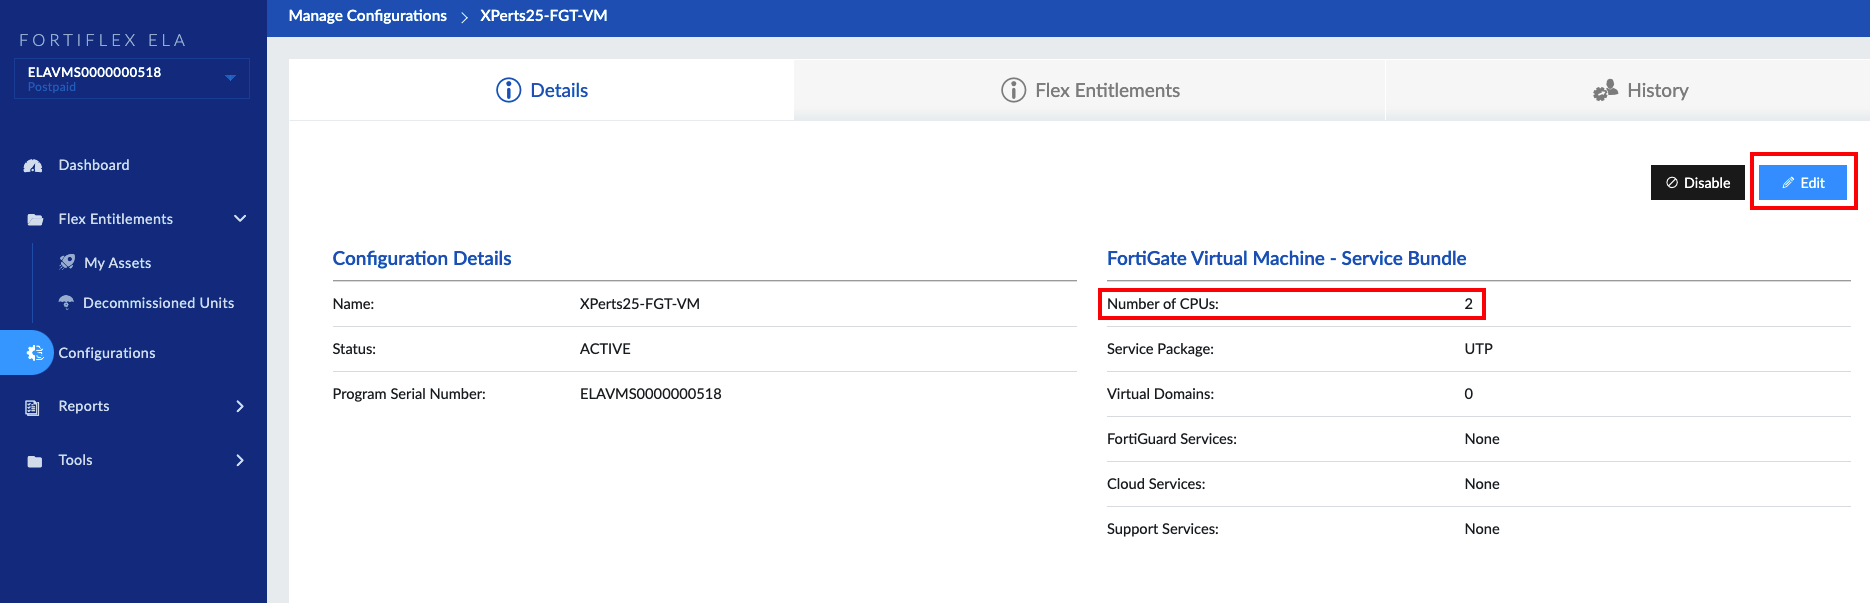 Manage Configurations > XPerts25-FGT-VM
FORTIFLEX ELA
ELAVMS0000000518
Postpaid
Dashboard
Flex Entitlements
My Assets
Decommissioned Units
Configurations
Reports
Tools
Details
Flex Entitlements
History
Disable
Edit
Configuration Details
Name: XPerts25-FGT-VM
Status: ACTIVE
Program Serial Number: ELAVMS0000000518
FortiGate Virtual Machine - Service Bundle
Number of CPUs: 2
Service Package: UTP
Virtual Domains: 0
FortiGuard Services: None
Cloud Services: None
Support Services: None